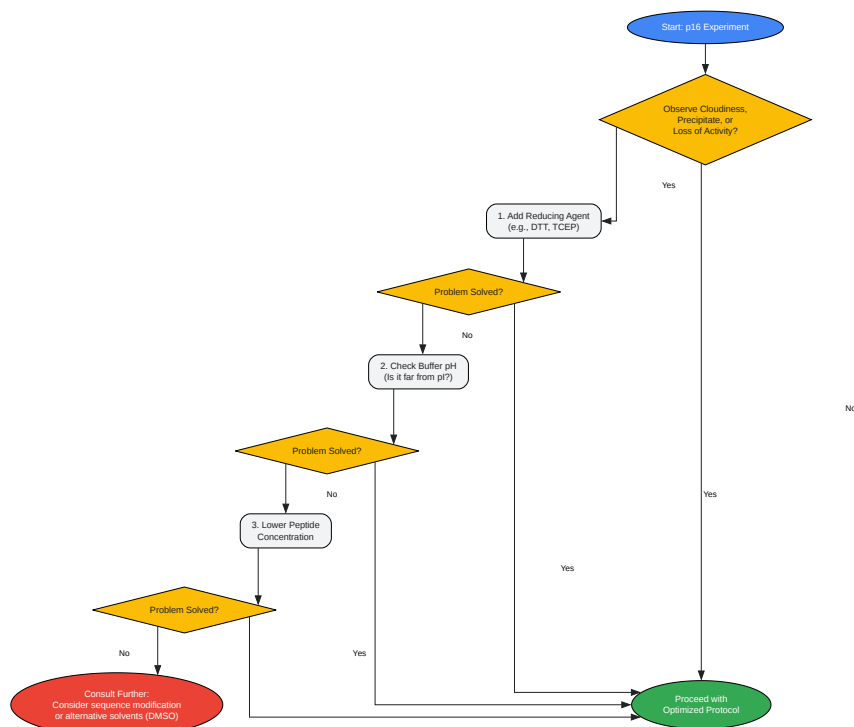 Start: p16 Experiment
Observe Cloudiness,
Precipitate, or
Loss of Activity?
Yes
1. Add Reducing Agent
(e.g., DTT, TCEP)
Problem Solved?
No
2. Check Buffer pH
(Is it far from pI?)
No
Problem Solved?
No
Yes
3. Lower Peptide
Concentration
Yes
Problem Solved?
No
Yes
Consult Further:
Consider sequence modification
or alternative solvents (DMSO)
Proceed with
Optimized Protocol